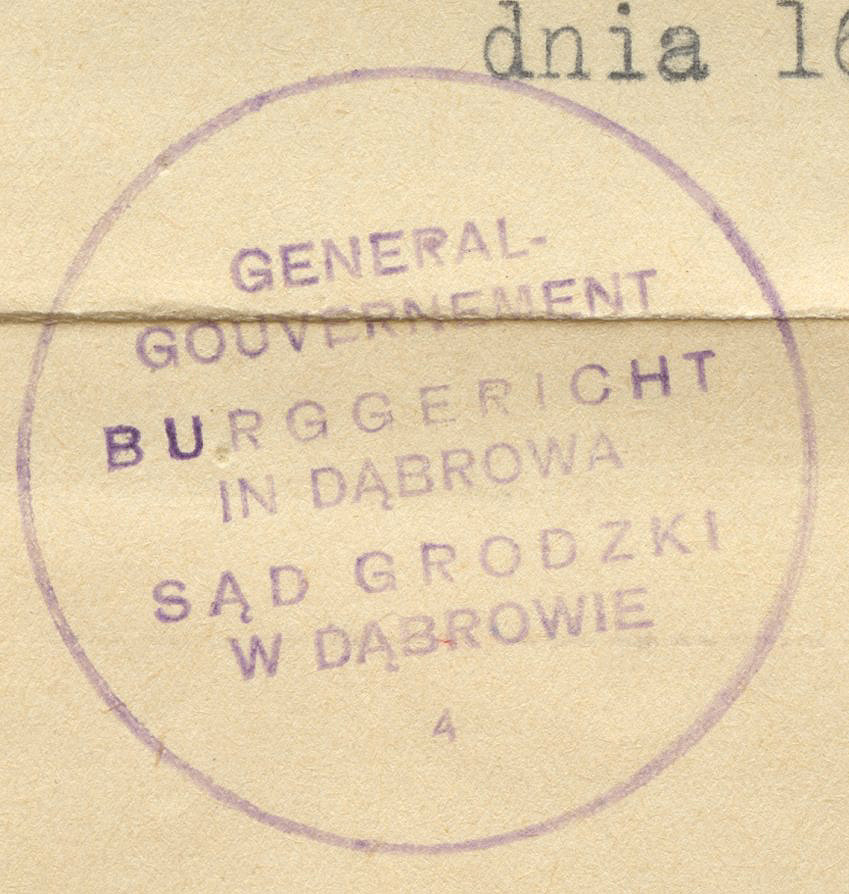 dnia 16
GENERAL-
GOUVERNEMENT
BURGGERICHT
IN DĄBROWA
SĄD GRODZKI
W DĄBROWIE
4